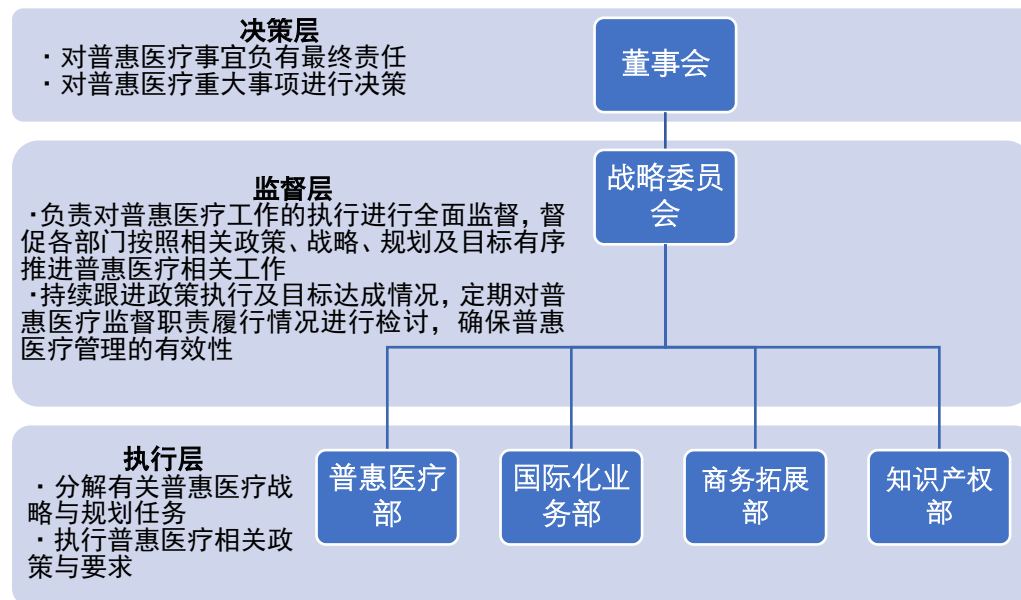 决策层
· 对普惠医疗事宜负有最终责任
· 对普惠医疗重大事项进行决策
董事会
监督层
·负责对普惠医疗工作的执行进行全面监督，督
促各部门按照相关政策、战略、规划及目标有序
推进普惠医疗相关工作
·持续跟进政策执行及目标达成情况，定期对普
惠医疗监督职责履行情况进行检讨，确保普惠
医疗管理的有效性
战略委员
会
执行层
· 分解有关普惠医疗战
略与规划任务
· 执行普惠医疗相关政
策与要求
普惠医疗
部
国际化业
务部
商务拓展
部
知识产权
部